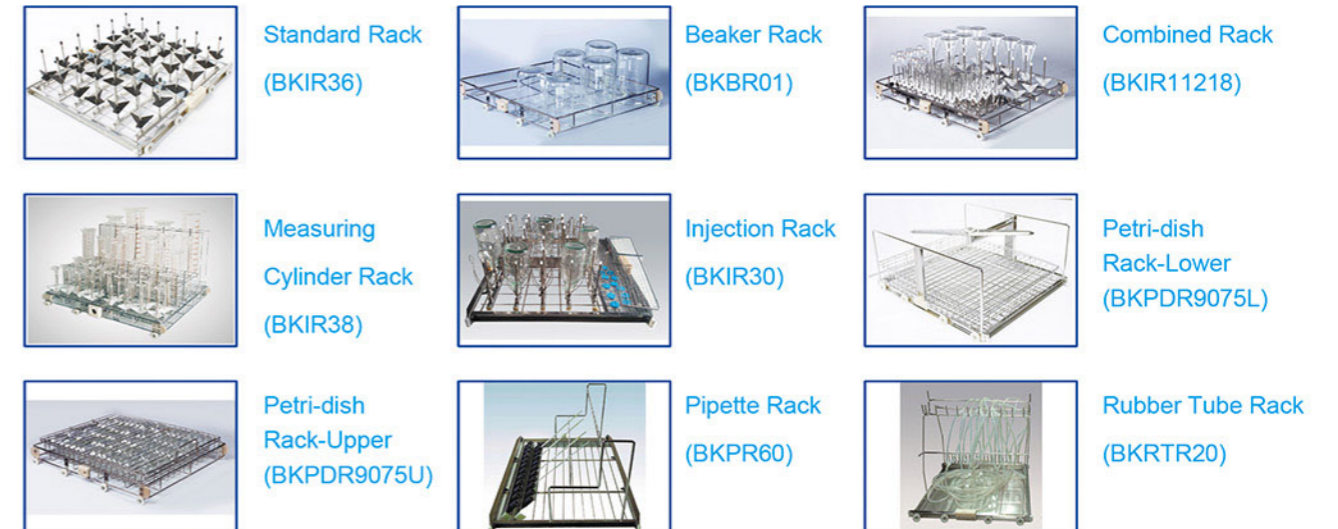 Standard Rack
(BKIR36)
Beaker Rack
(BKBR01)
Combined Rack
(BKIR11218)
Measuring
Cylinder Rack
(BKIR38)
Injection Rack
(BKIR30)
Petri-dish
Rack-Lower
(BKPDR9075L)
Petri-dish
Rack-Upper
(BKPDR9075U)
Pipette Rack
(BKPR60)
Rubber Tube Rack
(BKRTR20)